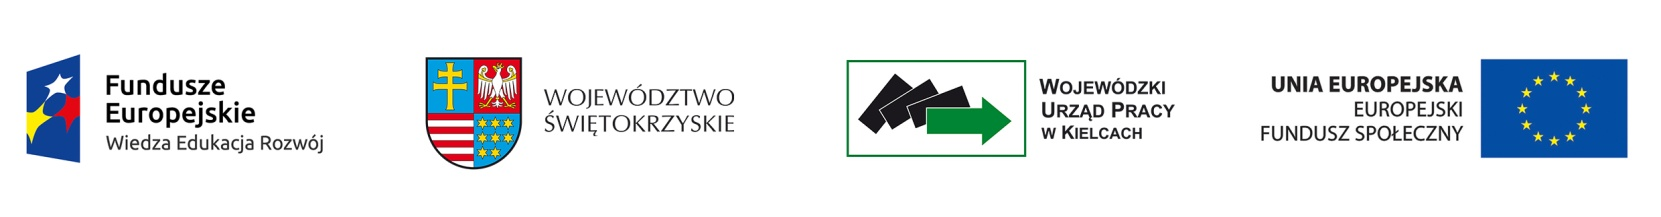 Fundusze
Europejskie
Wiedza Edukacja Rozwój
WOJEWÓDZTWO
ŚWIĘTOKRZYSKIE
WOJEWÓDZKI
URZĄD PRACY
W KIELCACH
UNIA EUROPEJSKA
EUROPEJSKI
FUNDUSZ SPOŁECZNY